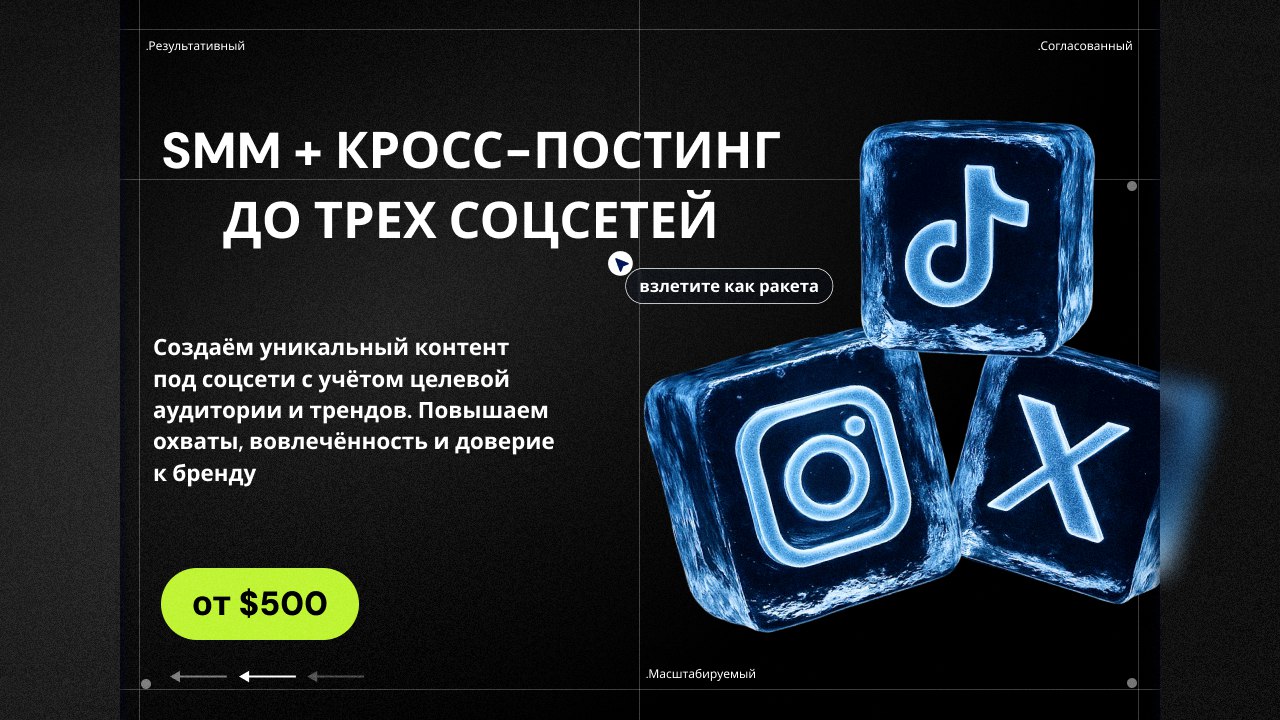 .Результативный
.Согласованный
SMM + КРОСС-ПОСТИНГ
ДО ТРЕХ СОЦСЕТЕЙ
взлетите как ракета
Создаём уникальный контент
под соцсети с учётом целевой
аудитории и трендов. Повышаем
охваты, вовлечённость и доверие
к бренду
от $500
.Масштабируемый